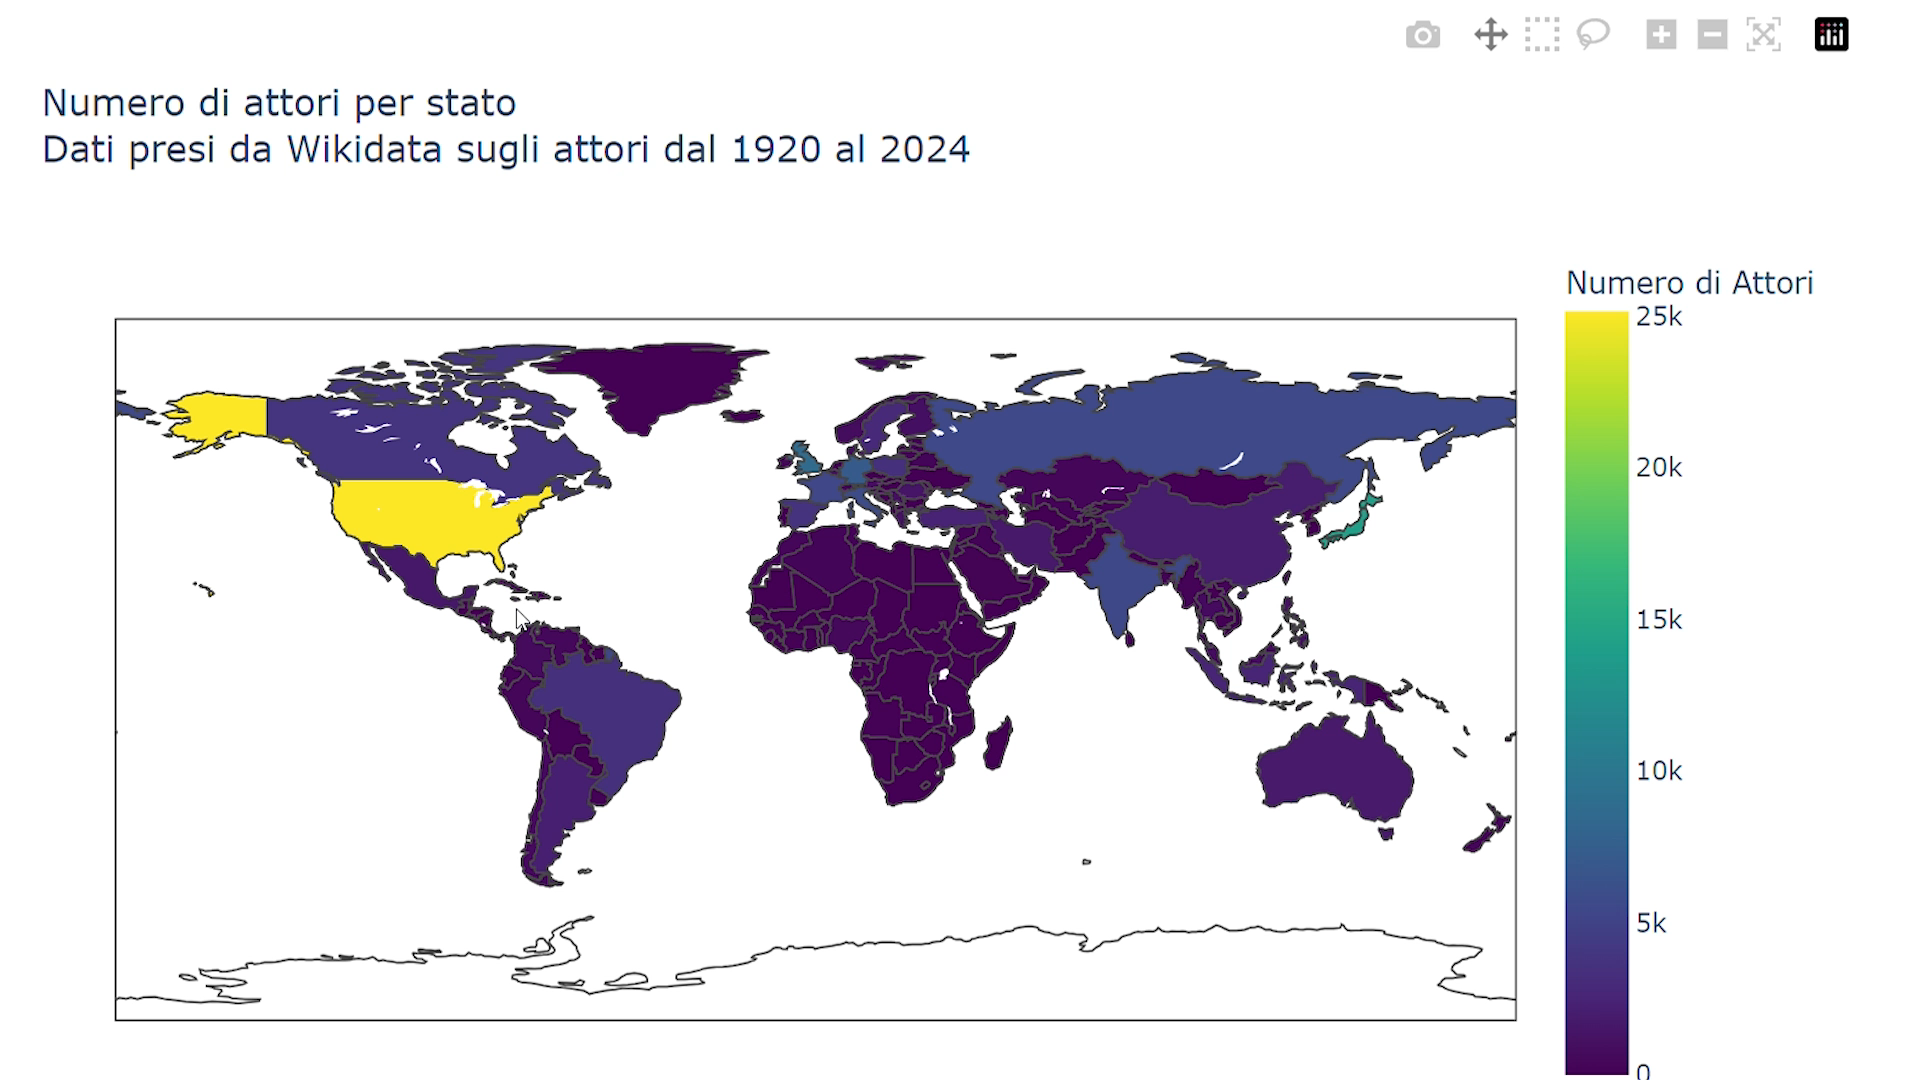 Numero di attori per stato
Dati presi da Wikidata sugli attori dal 1920 al 2024
Numero di Attori
25k
20k
15k
10k
5k
0